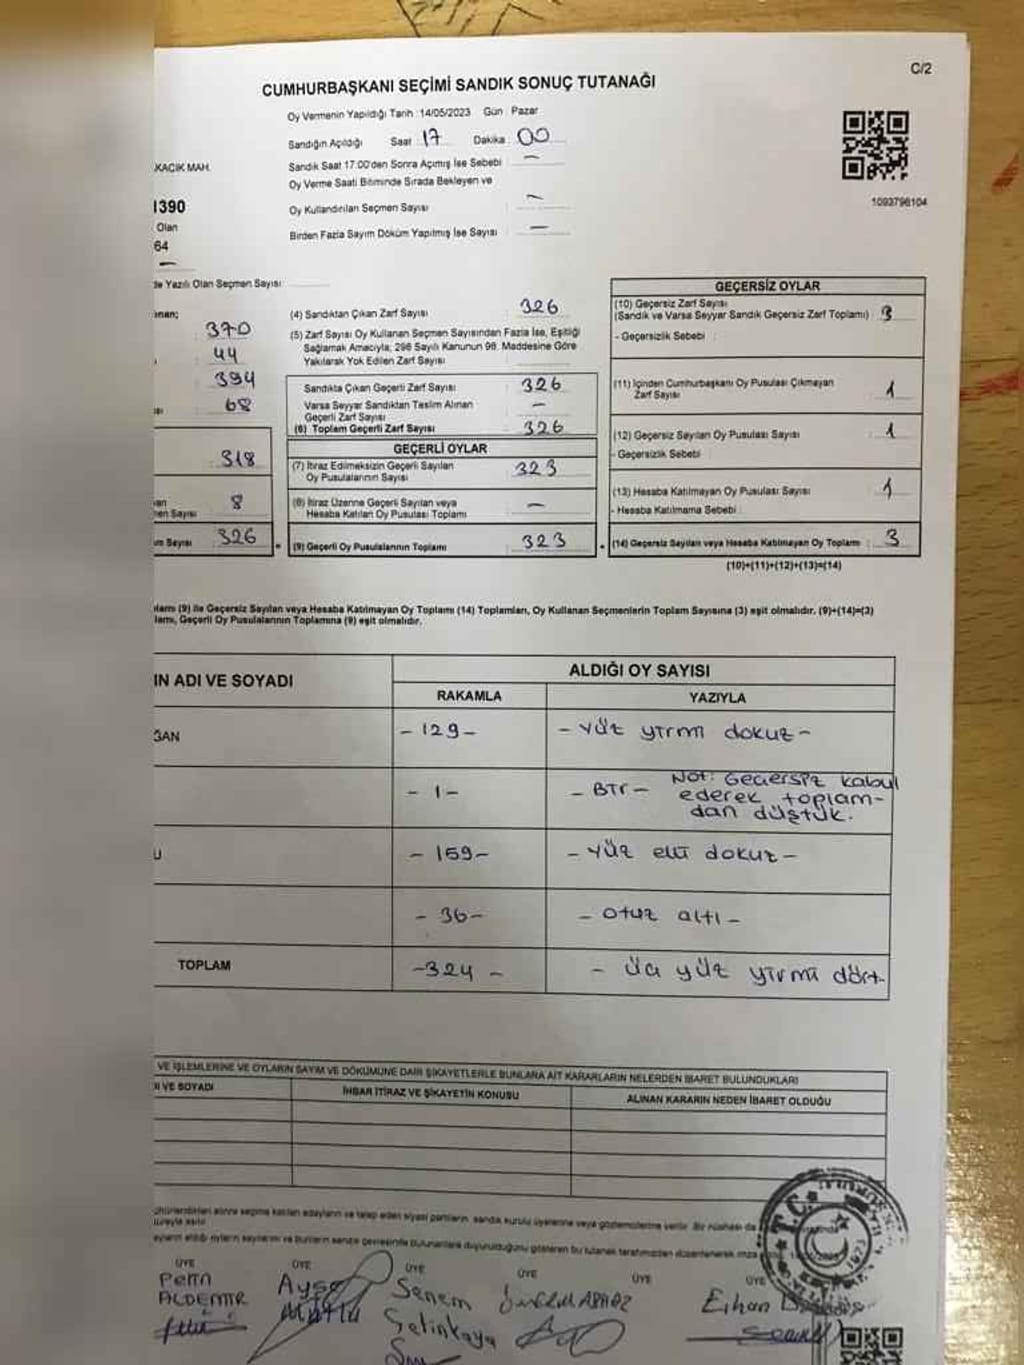 C/2
CUMHURBAŞKANI SEÇİMİ SANDIK SONUÇ TUTANAĞI
Oy Vermenin Yapıldığı Tarih : 14/05/2023 Gün : Pazar
Sandığın Açıldığı Saat 17 Dakika 00
KACIK MAH.
Sandık Saat 17:00'den Sonra Açımış İse Sebebi : -
Oy Verme Saati Bitiminde Sırada Bekleyen ve
Oy Kullandırılan Seçmen Sayısı : -
1390
1093796104
Olan
Birden Fazla Sayım Döküm Yapılmış İse Sayısı : -
64
-
de Yazılı Olan Seçmen Sayısı:
370
44
394
68
318
8
men Sayısı
326
(4) Sandıktan Çıkan Zarf Sayısı : 326
(5) Zarf Sayısı Oy Kullanan Seçmen Sayısından Fazla İse, Eşitliği
Sağlamak Amacıyla; 298 Sayılı Kanunun 98. Maddesine Göre
Yakılarak Yok Edilen Zarf Sayısı :
Sandıkta Çıkan Geçerli Zarf Sayısı : 326
Varsa Seyyar Sandıktan Teslim Alınan
Geçerli Zarf Sayısı : -
(6) Toplam Geçerli Zarf Sayısı : 326
GEÇERLİ OYLAR
(7) İtiraz Edilmeksizin Geçerli Sayılan
Oy Pusulalarının Sayısı : 323
(8) İtiraz Üzerine Geçerli Sayılan veya
Hesaba Katılan Oy Pusulası Toplamı : -
(9) Geçerli Oy Pusulalarının Toplamı : 323
GEÇERSİZ OYLAR
(10) Geçersiz Zarf Sayısı
(Sandık ve Varsa Seyyar Sandık Geçersiz Zarf Toplamı) :
- Geçersizlik Sebebi :
(11) İçinden Cumhurbaşkanı Oy Pusulası Çıkmayan
Zarf Sayısı : 1
(12) Geçersiz Sayılan Oy Pusulası Sayısı : 1
- Geçersizlik Sebebi :
(13) Hesaba Katılmayan Oy Pusulası Sayısı : 1
- Hesaba Katılmama Sebebi :
(14) Geçersiz Sayılan veya Hesaba Katılmayan Oy Toplamı : 3
(10)+(11)+(12)+(13)=(14)
(9) ile Geçersiz Sayılan veya Hesaba Katılmayan Oy Toplamı (14) Toplamları, Oy Kullanan Seçmenlerin Toplam Sayısına (3) eşit olmalıdır. (9)+(14)=(3)
Geçerli Oy Pusulalarının Toplamına (9) eşit olmalıdır.
IN ADI VE SOYADI
ALDIĞI OY SAYISI
RAKAMLA
YAZIYLA
ĞAN
- 129 -
- yüz yirmi dokuz -
- 1 -
- Bir -
Not: Geçersiz kabul
ederek toplam-
dan düştük.
U
- 159 -
- yüz elli dokuz -
- 36 -
- otuz altı -
TOPLAM
- 324 -
- üç yüz yirmi dört -
VE İŞLEMLERİNE VE OYLARIN SAYIM VE DÖKÜMÜNE DAİR ŞİKAYETLERLE BUNLARA AİT KARARLARIN NELERDEN İBARET BULUNDUKLARI
I VE SOYADI
İHBAR İTİRAZ VE ŞİKAYETİN KONUSU
ALINAN KARARIN NEDEN İBARET OLDUĞU
T.C.
1923
ÜYE ÜYE ÜYE ÜYE ÜYE ÜYE
Pelin
ALDEMİR
Ayşe
Mutlu
Senem
Çetinkaya
Erhan